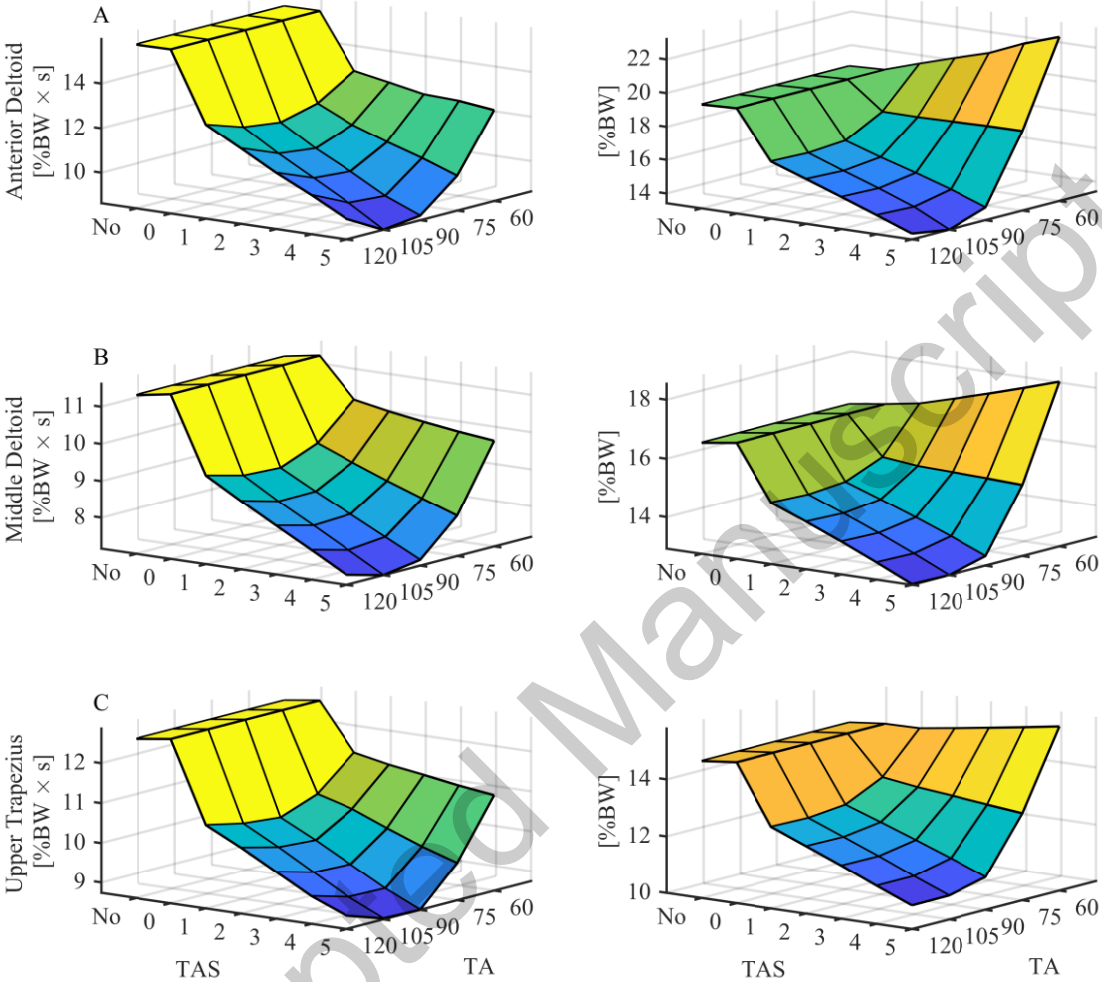 A
Anterior Deltoid
[%BW × s]
14
12
10
No 0 1 2 3 4 5
120 105 90 75 60
[%BW]
22
20
18
16
14
No 0 1 2 3 4 5
120 105 90 75 60
B
Middle Deltoid
[%BW × s]
11
10
9
8
No 0 1 2 3 4 5
120 105 90 75 60
[%BW]
18
16
14
No 0 1 2 3 4 5
120 105 90 75 60
C
Upper Trapezius
[%BW × s]
12
11
10
9
No 0 1 2 3 4 5
120 105 90 75 60
TAS TA
[%BW]
14
12
10
No 0 1 2 3 4 5
120 105 90 75 60
TAS TA
pted Manuscript